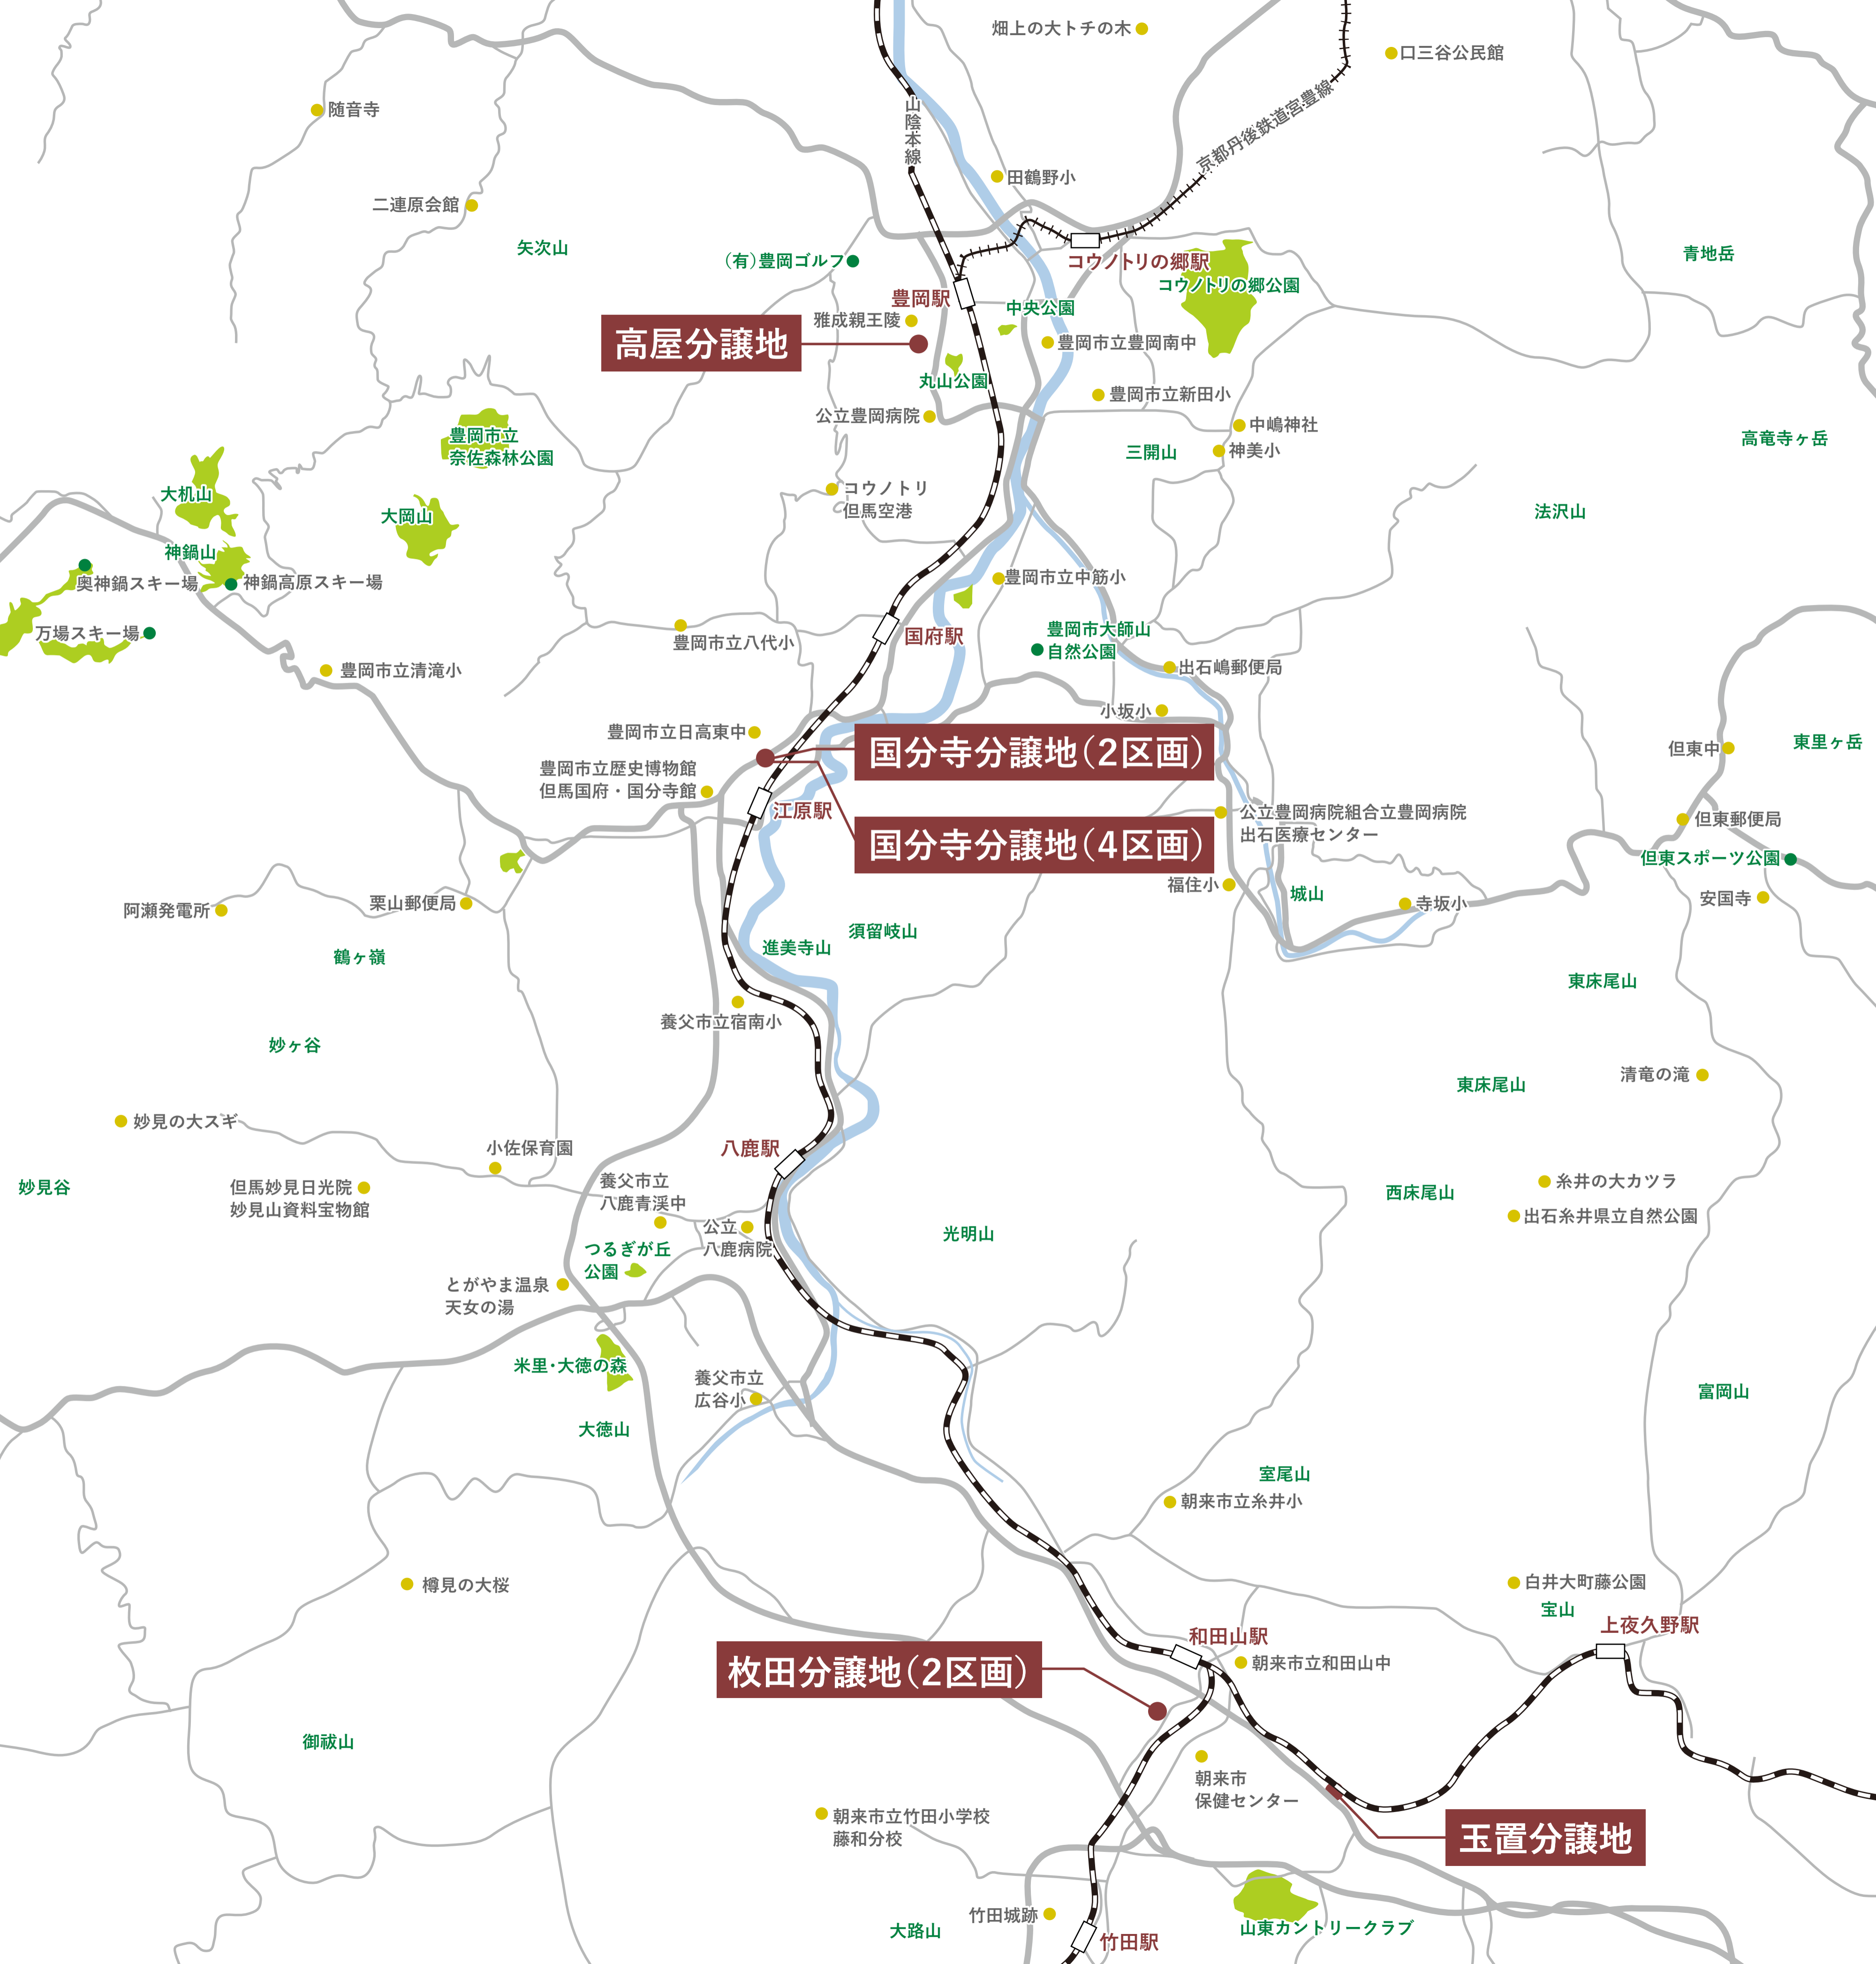 畑上の大トチの木
口三谷公民館
随音寺
山陰本線
京都丹後鉄道宮豊線
田鶴野小
二連原会館
矢次山
(有)豊岡ゴルフ
コウノトリの郷駅
コウノトリの郷公園
青地岳
豊岡駅
中央公園
雅成親王陵
高屋分譲地
豊岡市立豊岡南中
丸山公園
豊岡市立新田小
公立豊岡病院
中嶋神社
豊岡市立
奈佐森林公園
三開山
神美小
高竜寺ヶ岳
大机山
コウノトリ
但馬空港
大岡山
法沢山
神鍋山
奥神鍋スキー場
神鍋高原スキー場
豊岡市立中筋小
万場スキー場
豊岡市立八代小
国府駅
豊岡市大師山
自然公園
豊岡市立清滝小
出石嶋郵便局
小坂小
豊岡市立日高東中
国分寺分譲地(2区画)
但東中
東里ヶ岳
豊岡市立歴史博物館
但馬国府・国分寺館
江原駅
公立豊岡病院組合立豊岡病院
出石医療センター
但東郵便局
国分寺分譲地(4区画)
但東スポーツ公園
福住小
城山
寺坂小
安国寺
阿瀬発電所
栗山郵便局
須留岐山
進美寺山
鶴ヶ嶺
東床尾山
養父市立宿南小
妙ヶ谷
清竜の滝
東床尾山
妙見の大スギ
八鹿駅
小佐保育園
妙見谷
但馬妙見日光院
妙見山資料宝物館
養父市立
八鹿青渓中
糸井の大カツラ
西床尾山
出石糸井県立自然公園
公立
八鹿病院
光明山
つるぎが丘
公園
とがやま温泉
天女の湯
米里・大徳の森
養父市立
広谷小
富岡山
大徳山
室尾山
朝来市立糸井小
樽見の大桜
白井大町藤公園
宝山
上夜久野駅
和田山駅
朝来市立和田山中
枚田分譲地(2区画)
御祓山
朝来市
保健センター
朝来市立竹田小学校
藤和分校
玉置分譲地
竹田城跡
大路山
竹田駅
山東カントリークラブ